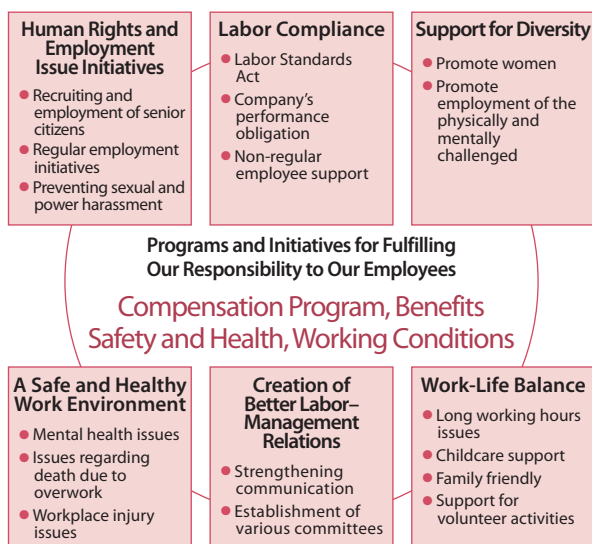 Human Rights and
Employment
Issue Initiatives
● Recruiting and
employment of senior
citizens
● Regular employment
initiatives
● Preventing sexual and
power harassment
Labor Compliance
● Labor Standards
Act
● Company's
performance
obligation
● Non-regular
employee support
Support for Diversity
● Promote women
● Promote
employment of the
physically and
mentally
challenged
Programs and Initiatives for Fulfilling
Our Responsibility to Our Employees
Compensation Program, Benefits
Safety and Health, Working Conditions
A Safe and Healthy
Work Environment
● Mental health issues
● Issues regarding
death due to
overwork
● Workplace injury
issues
Creation of
Better Labor–
Management
Relations
● Strengthening
communication
● Establishment of
various committees
Work-Life Balance
● Long working hours
issues
● Childcare support
● Family friendly
● Support for
volunteer activities